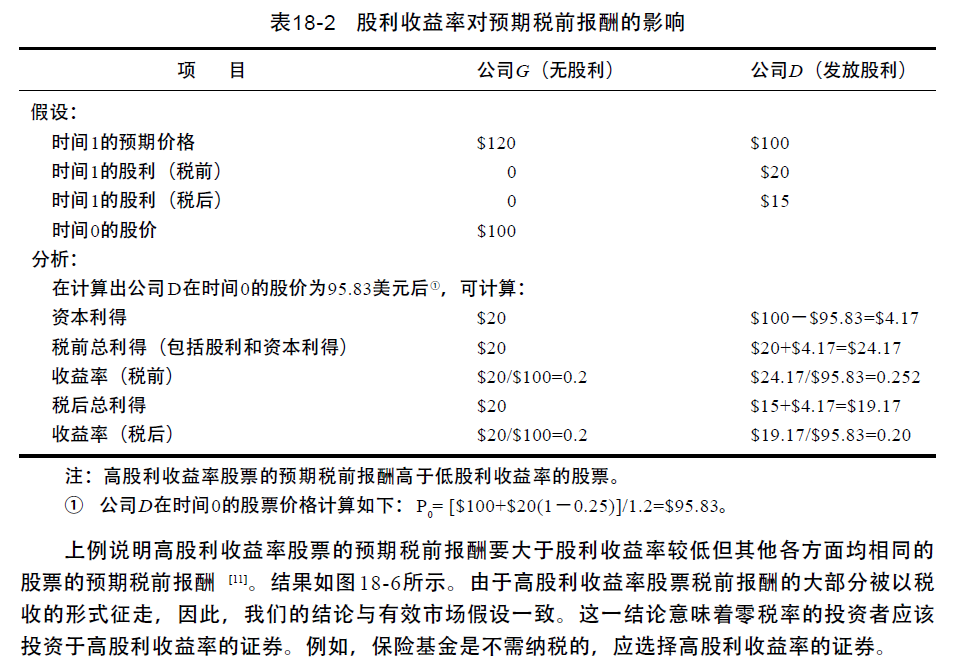 表18-2 股利收益率对预期税前报酬的影响
项 目 公司G（无股利） 公司D（发放股利）
假设：
时间1的预期价格 $120 $100
时间1的股利（税前） 0 $20
时间1的股利（税后） 0 $15
时间0的股价 $100
分析：
在计算出公司D在时间0的股价为95.83美元后①，可计算：
资本利得 $20 $100－$95.83=$4.17
税前总利得（包括股利和资本利得） $20 $20+$4.17=$24.17
收益率（税前） $20/$100=0.2 $24.17/$95.83=0.252
税后总利得 $20 $15+$4.17=$19.17
收益率（税后） $20/$100=0.2 $19.17/$95.83=0.20
注：高股利收益率股票的预期税前报酬高于低股利收益率的股票。
① 公司D在时间0的股票价格计算如下：P0= [$100+$20(1－0.25)]/1.2=$95.83。
上例说明高股利收益率股票的预期税前报酬要大于股利收益率较低但其他各方面均相同的
股票的预期税前报酬 [11]。结果如图18-6所示。由于高股利收益率股票税前报酬的大部分被以税
收的形式征走，因此，我们的结论与有效市场假设一致。这一结论意味着零税率的投资者应该
投资于高股利收益率的证券。例如，保险基金是不需纳税的，应选择高股利收益率的证券。